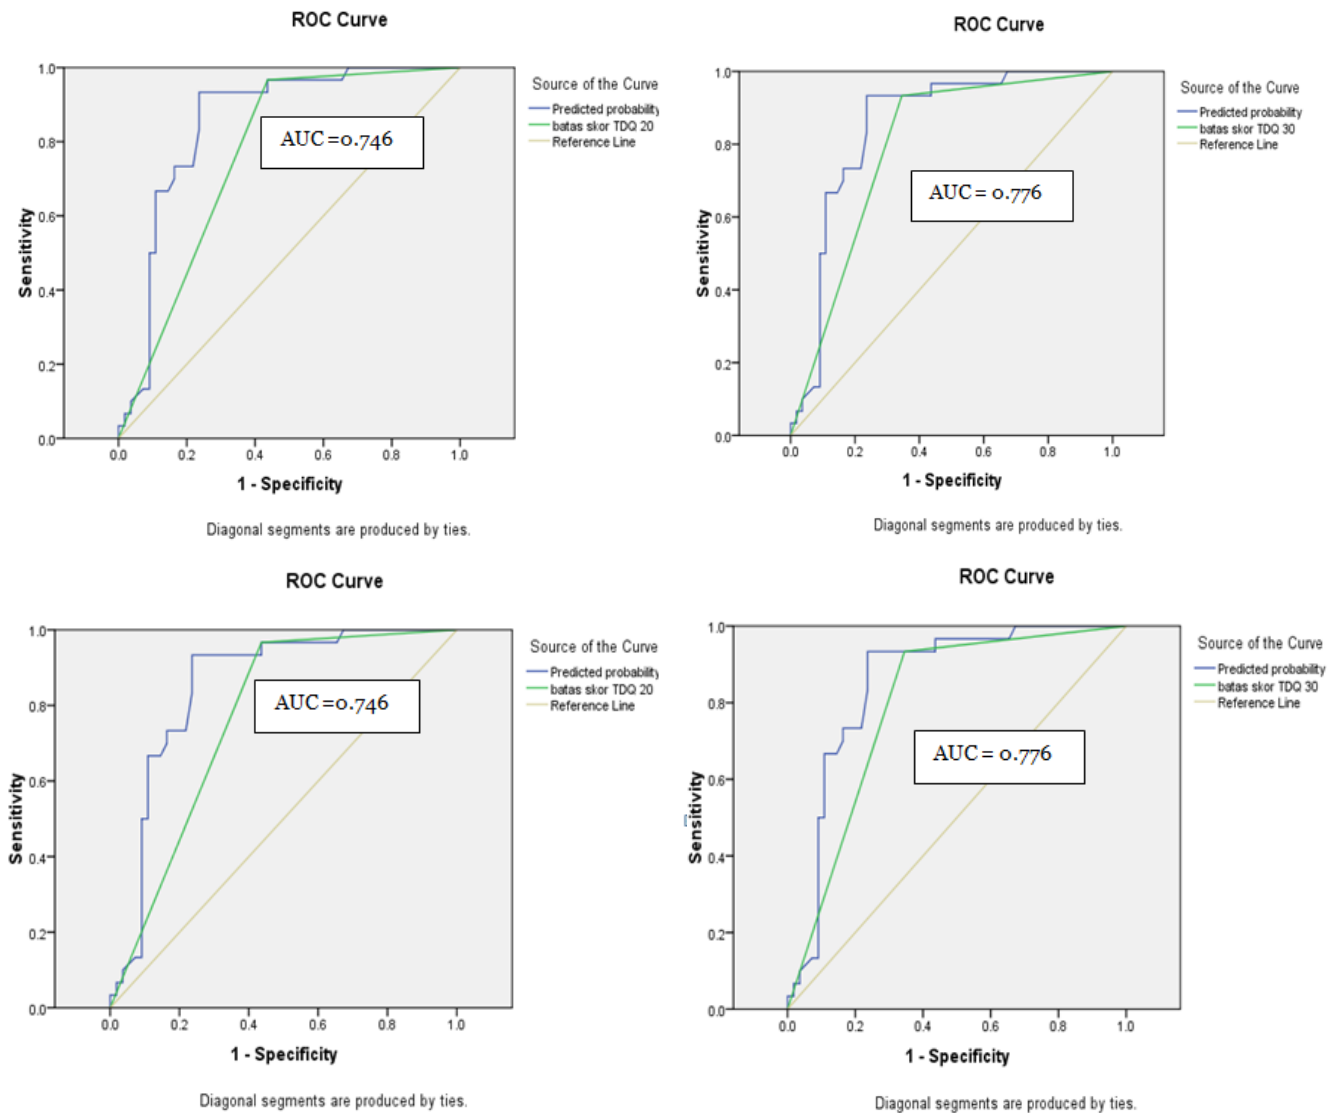 ROC Curve
Source of the Curve
Predicted probability
batas skor TDQ 20
Reference Line
AUC =0.746
Sensitivity
1.0
0.8
0.6
0.4
0.2
0.0
0.0 0.2 0.4 0.6 0.8 1.0
1 - Specificity
Diagonal segments are produced by ties.
ROC Curve
Source of the Curve
Predicted probability
batas skor TDQ 30
Reference Line
AUC = 0.776
Sensitivity
1.0
0.8
0.6
0.4
0.2
0.0
0.0 0.2 0.4 0.6 0.8 1.0
1 - Specificity
Diagonal segments are produced by ties.
ROC Curve
Source of the Curve
Predicted probability
batas skor TDQ 20
Reference Line
AUC =0.746
Sensitivity
1.0
0.8
0.6
0.4
0.2
0.0
0.0 0.2 0.4 0.6 0.8 1.0
1 - Specificity
Diagonal segments are produced by ties.
ROC Curve
Source of the Curve
Predicted probability
batas skor TDQ 30
Reference Line
AUC = 0.776
Sensitivity
1.0
0.8
0.6
0.4
0.2
0.0
0.0 0.2 0.4 0.6 0.8 1.0
1 - Specificity
Diagonal segments are produced by ties.